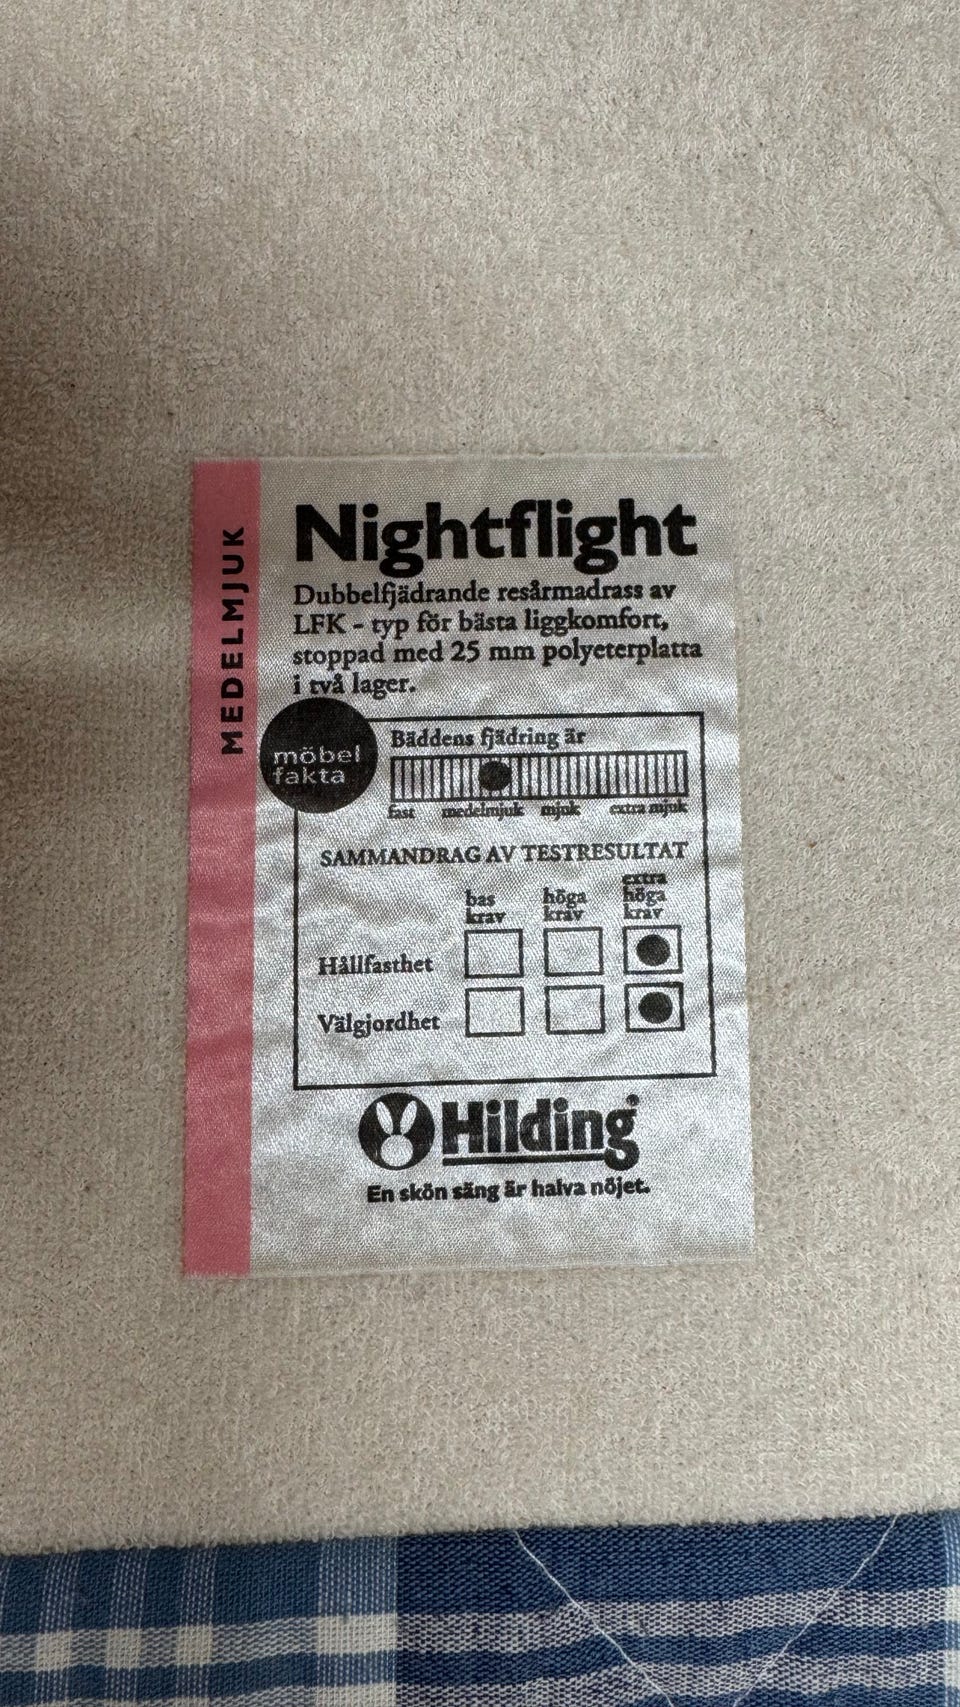 MEDELMJUK
Nightflight
Dubbelfjädrande resårmadrass av
LFK - typ för bästa liggkomfort,
stoppad med 25 mm polyeterplatta
i två lager.
möbel
fakta
Bäddens fjädring är
fast medelmjuk mjuk extra mjuk
SAMMANDRAG AV TESTRESULTAT
bas krav
höga krav
extra höga krav
Hållfasthet
Välgjordhet
Hilding
En skön säng är halva nöjet.